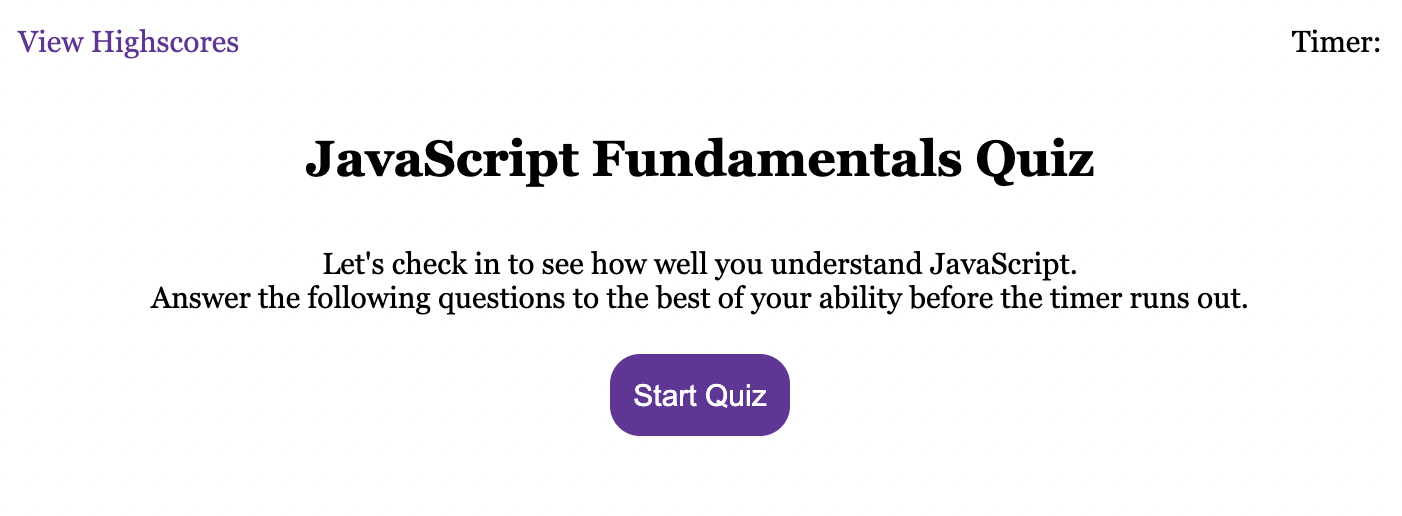 View Highscores
Timer:
JavaScript Fundamentals Quiz
Let's check in to see how well you understand JavaScript.
Answer the following questions to the best of your ability before the timer runs out.
Start Quiz